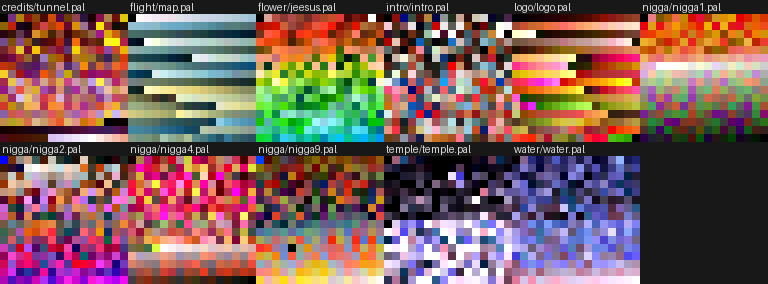 credits/tunnel.pal flight/map.pal flower/jeesus.pal intro/intro.pal logo/logo.pal nigga/nigga1.pal
nigga/nigga2.pal nigga/nigga4.pal nigga/nigga9.pal temple/temple.pal water/water.pal